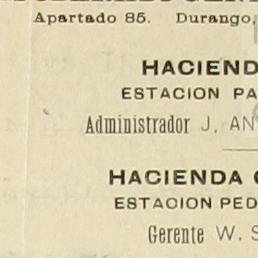 Apartado 85. Durango,
HACIEND
ESTACION PA
Administrador J. AN
HACIENDA
ESTACION PED
Gerente W. S